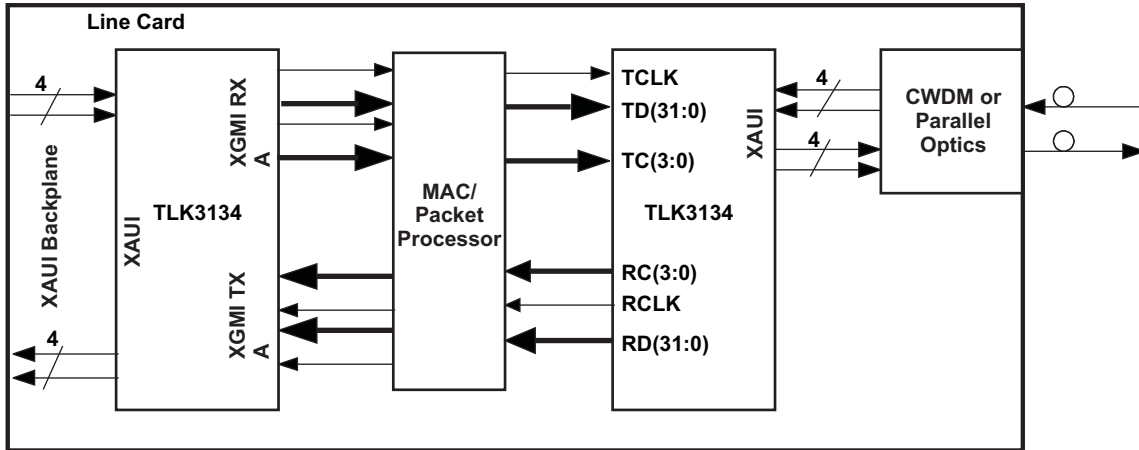 Line Card
4
XAUI Backplane
4
XAUI
TLK3134
XGMI RX
A
XGMI TX
A
MAC/
Packet
Processor
TCLK
TD(31:0)
TC(3:0)
TLK3134
RC(3:0)
RCLK
RD(31:0)
XAUI
4
4
CWDM or
Parallel
Optics